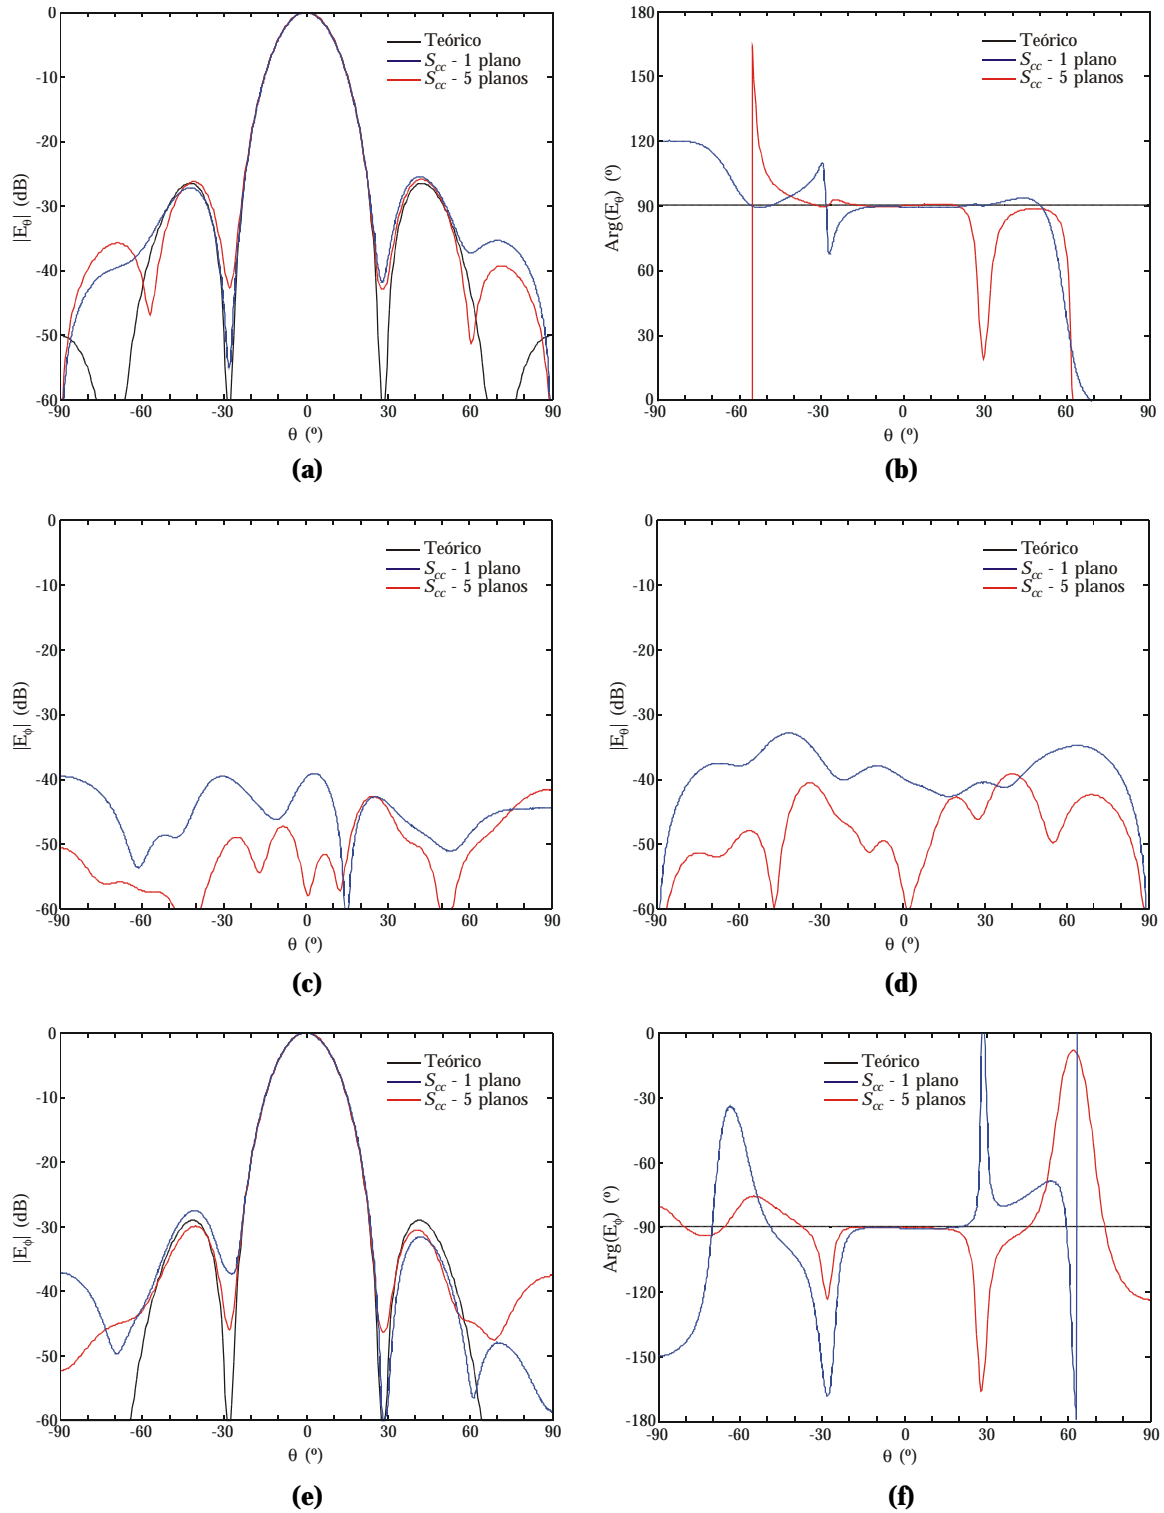 0
-10
-20
-30
-40
-50
-60
|Eθ| (dB)
Teórico
Scc - 1 plano
Scc - 5 planos
-90 -60 -30 0 30 60 90
θ (º)
(a)
180
150
120
90
60
30
0
Arg(Eθ) (º)
Teórico
Scc - 1 plano
Scc - 5 planos
-90 -60 -30 0 30 60 90
θ (º)
(b)
0
-10
-20
-30
-40
-50
-60
|Eϕ| (dB)
Teórico
Scc - 1 plano
Scc - 5 planos
-90 -60 -30 0 30 60 90
θ (º)
(c)
0
-10
-20
-30
-40
-50
-60
|Eθ| (dB)
Teórico
Scc - 1 plano
Scc - 5 planos
-90 -60 -30 0 30 60 90
θ (º)
(d)
0
-10
-20
-30
-40
-50
-60
|Eϕ| (dB)
Teórico
Scc - 1 plano
Scc - 5 planos
-90 -60 -30 0 30 60 90
θ (º)
(e)
0
-30
-60
-90
-120
-150
-180
Arg(Eϕ) (º)
Teórico
Scc - 1 plano
Scc - 5 planos
-90 -60 -30 0 30 60 90
θ (º)
(f)